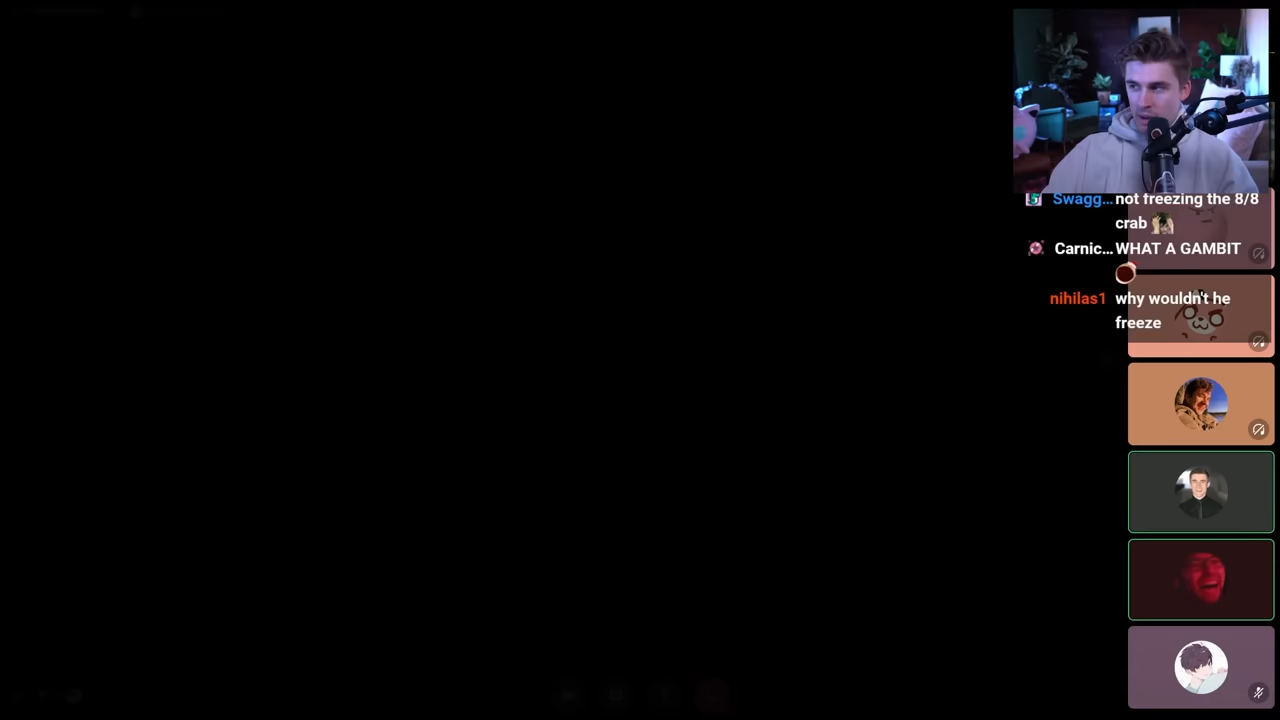 Swagg... not freezing the 8/8
crab
Carnic... WHAT A GAMBIT
nihilas1 why wouldn't he
freeze